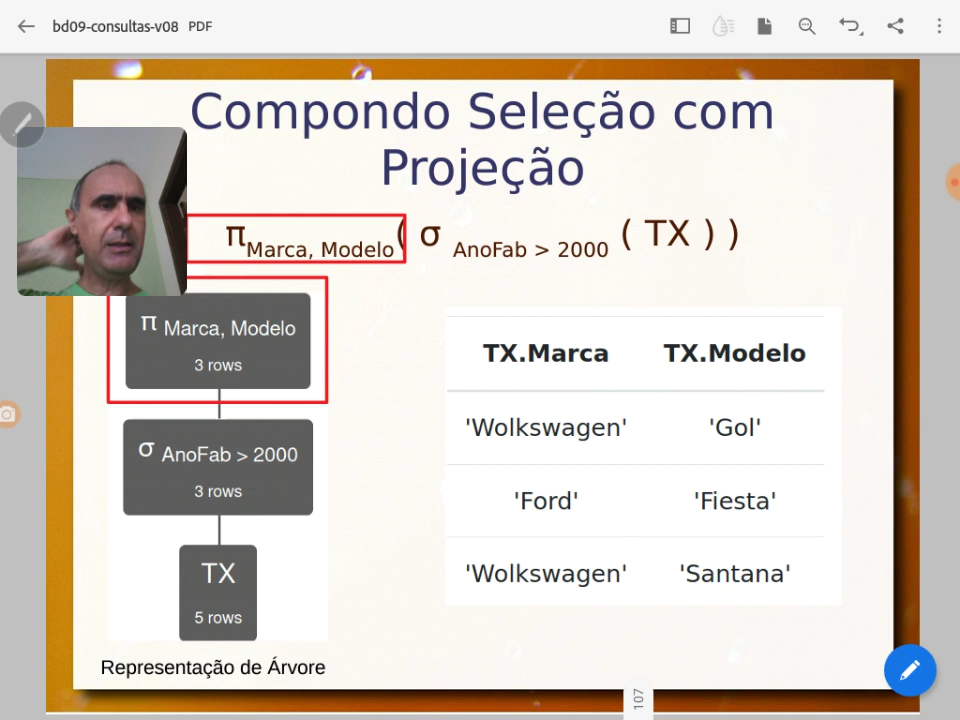 bd09-consultas-v08 PDF
Compondo Seleção com
Projeção
π Marca, Modelo ( σ AnoFab > 2000 ( TX ) )
π Marca, Modelo
3 rows
σ AnoFab > 2000
3 rows
TX
5 rows
Representação de Árvore
TX.Marca TX.Modelo
'Wolkswagen' 'Gol'
'Ford' 'Fiesta'
'Wolkswagen' 'Santana'
107